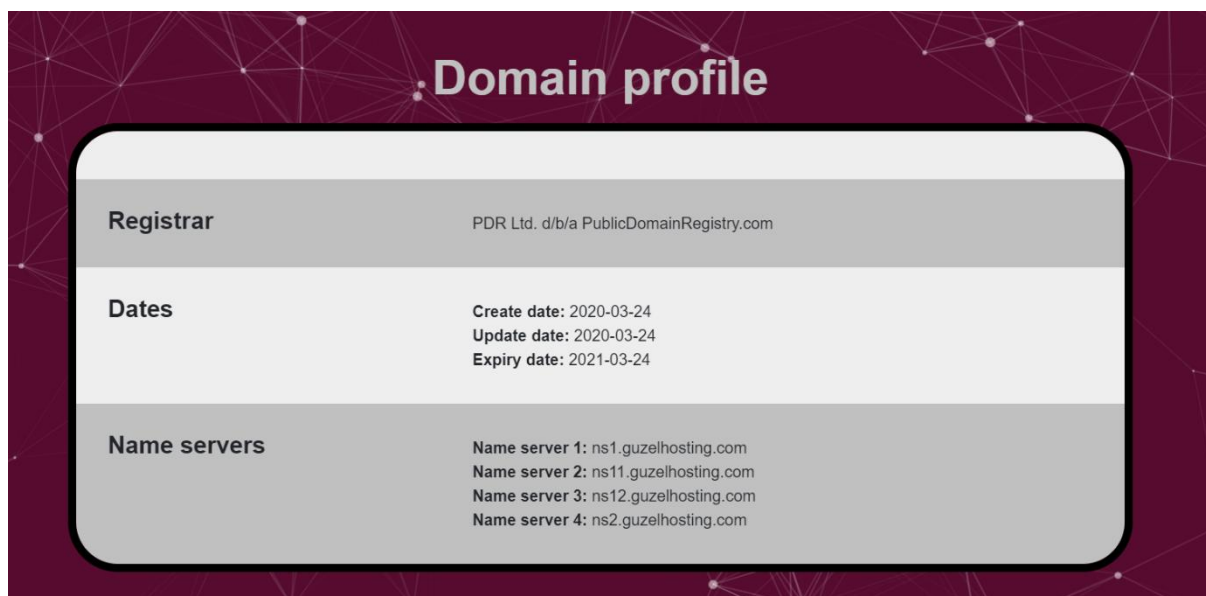 Domain profile
Registrar
PDR Ltd. d/b/a PublicDomainRegistry.com
Dates
Create date: 2020-03-24
Update date: 2020-03-24
Expiry date: 2021-03-24
Name servers
Name server 1: ns1.guzelhosting.com
Name server 2: ns11.guzelhosting.com
Name server 3: ns12.guzelhosting.com
Name server 4: ns2.guzelhosting.com